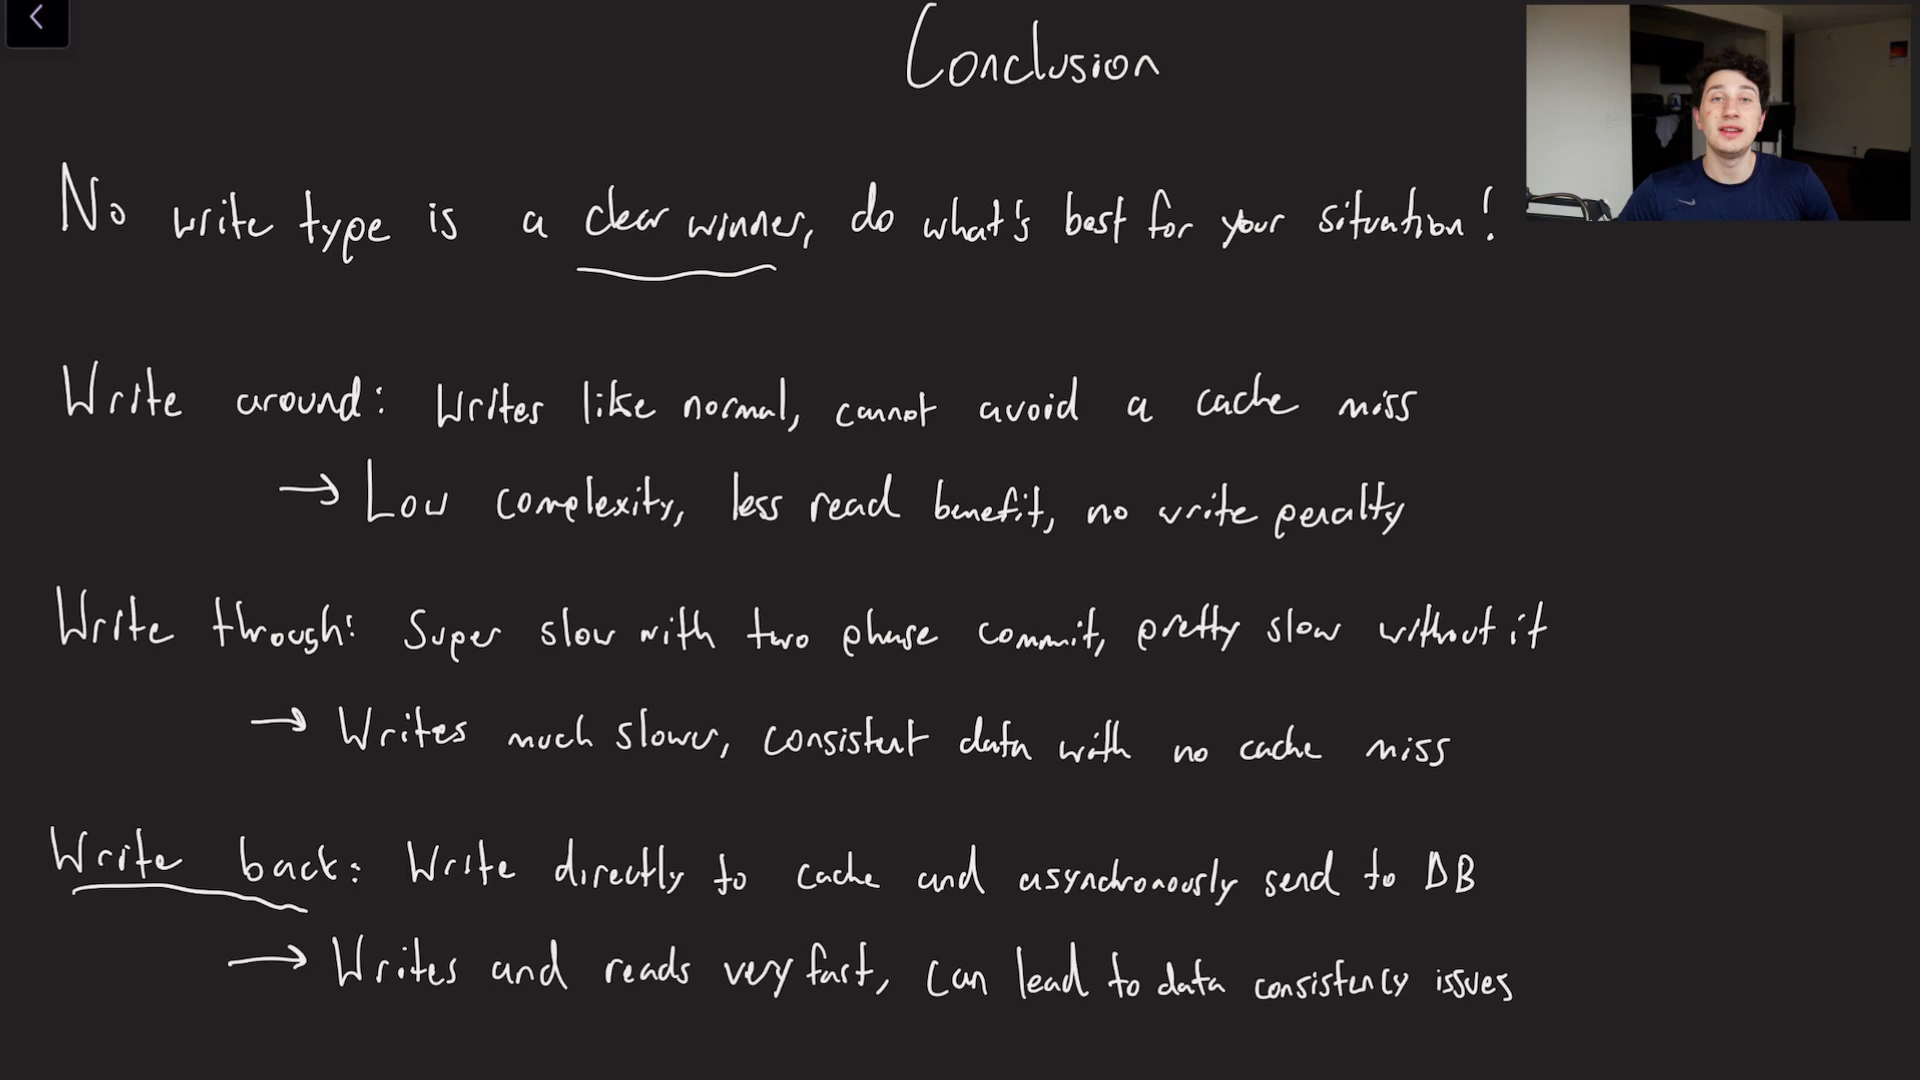 Conclusion
No write type is a clear winner, do what's best for your situation!
Write around: Writes like normal, cannot avoid a cache miss
→ Low complexity, less read benefit, no write penalty
Write through: Super slow with two phase commit, pretty slow without it
→ Writes much slower, consistent data with no cache miss
Write back: Write directly to cache and asynchronously send to DB
→ Writes and reads very fast, can lead to data consistency issues